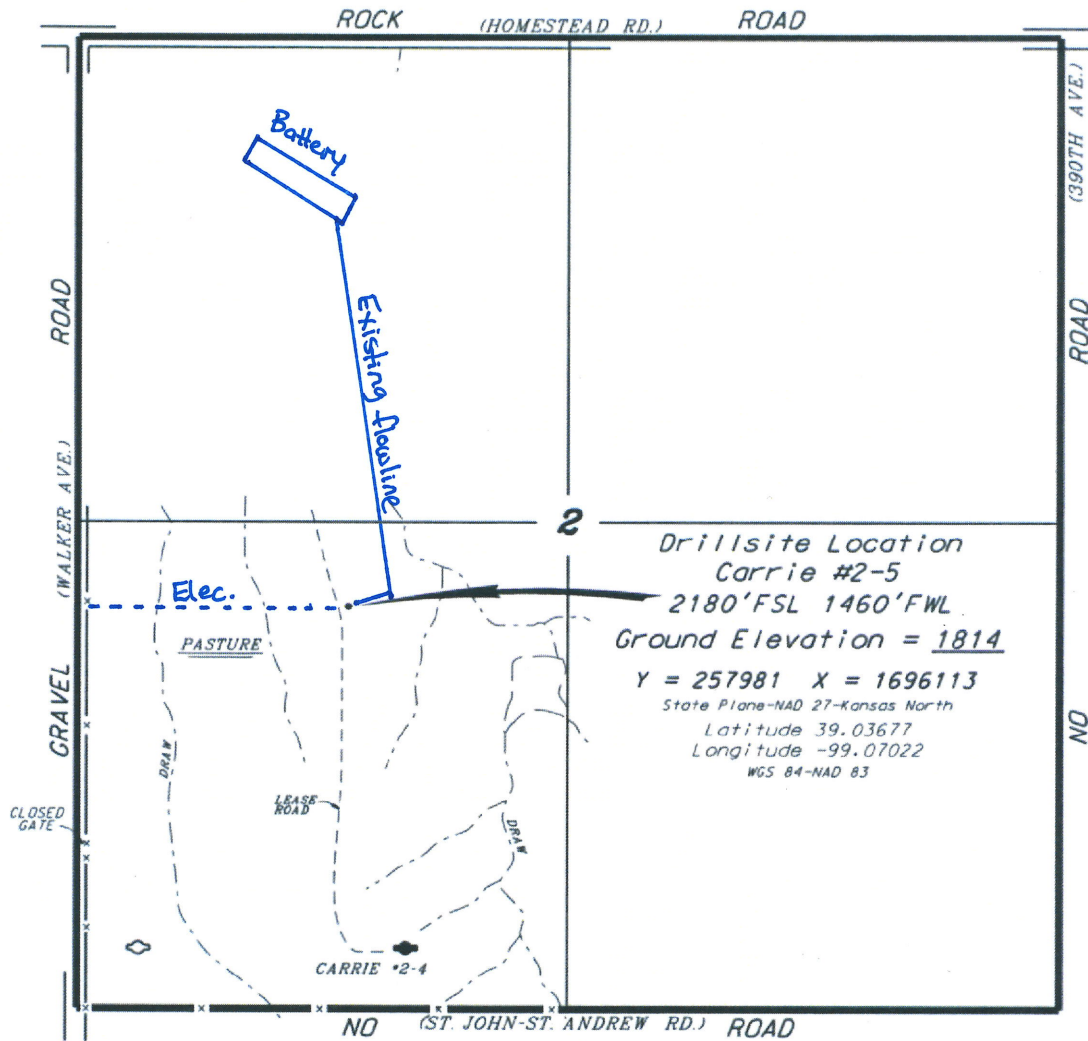 ROCK (HOMESTEAD RD.) ROAD
(390TH AVE.)
ROAD
NO
ROAD
(WALKER AVE.)
GRAVEL
Battery
Existing flowline
2
Elec.
PASTURE
Drillsite Location
Carrie #2-5
2180'FSL 1460'FWL
Ground Elevation = 1814
Y = 257981 X = 1696113
State Plane-NAD 27-Kansas North
Latitude 39.03677
Longitude -99.07022
WGS 84-NAD 83
DRAW
LEASE
ROAD
DRAW
CLOSED
GATE
CARRIE #2-4
NO (ST. JOHN-ST. ANDREW RD.) ROAD